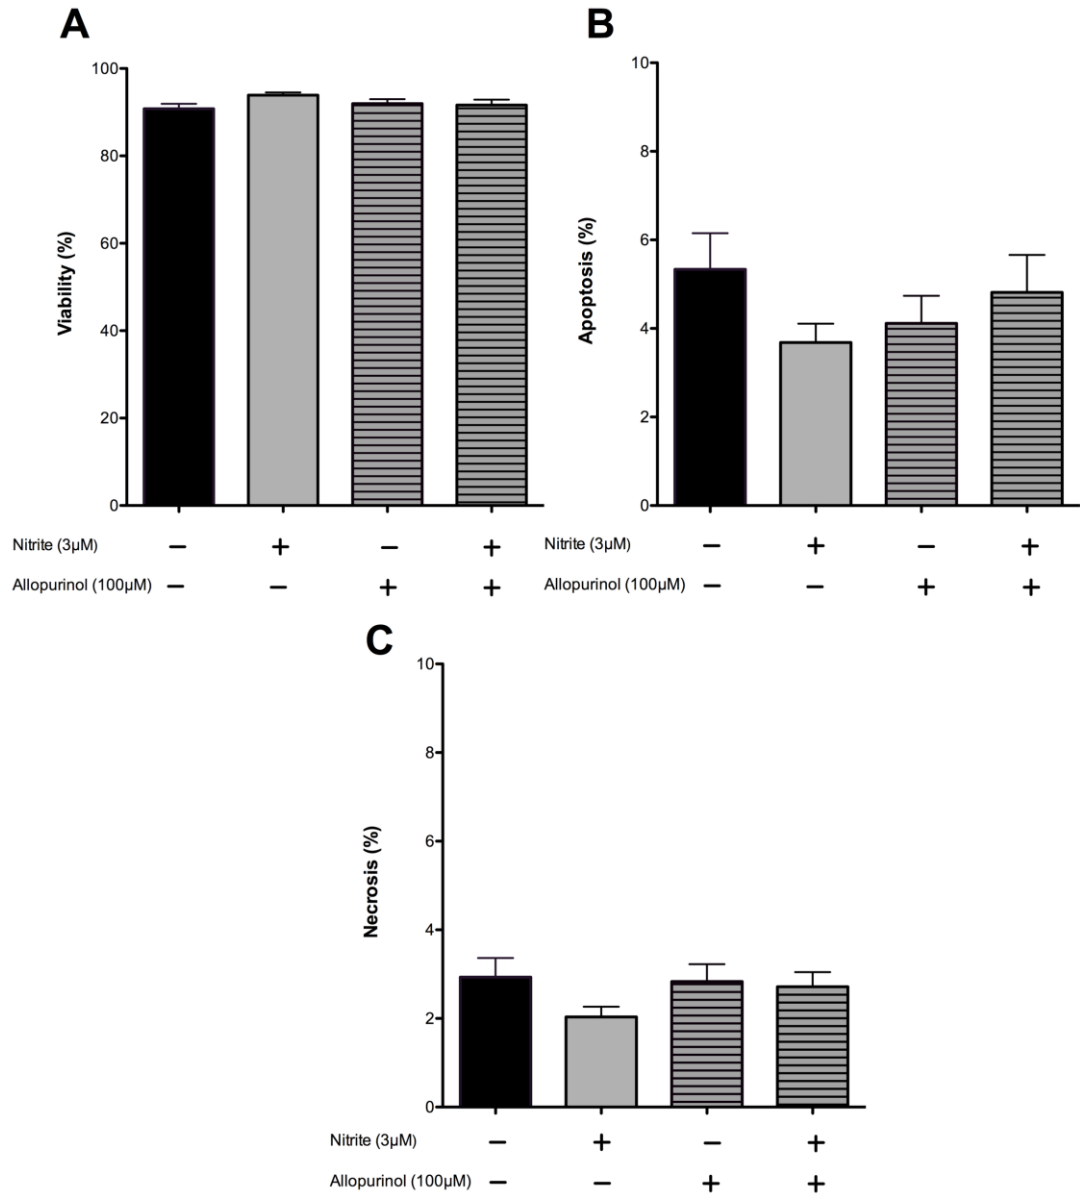 A
B
100
80
60
40
20
0
Viability (%)
10
8
6
4
2
0
Apoptosis (%)
Nitrite (3µM) − + − +
Allopurinol (100µM) − − + +
Nitrite (3µM) − + − +
Allopurinol (100µM) − − + +
C
10
8
6
4
2
0
Necrosis (%)
Nitrite (3µM) − + − +
Allopurinol (100µM) − − + +